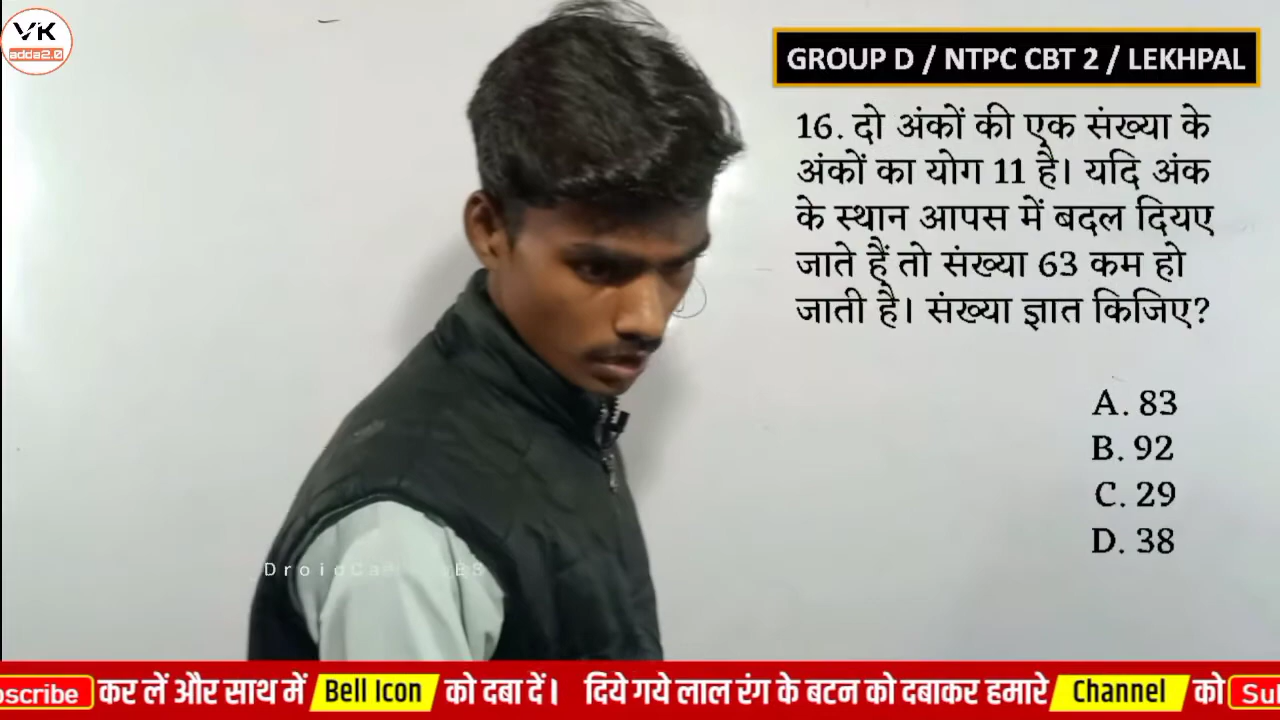 VK
adda2.0
GROUP D / NTPC CBT 2 / LEKHPAL
16. दो अंकों की एक संख्या के
अंकों का योग 11 है। यदि अंक
के स्थान आपस में बदल दियए
जाते हैं तो संख्या 63 कम हो
जाती है। संख्या ज्ञात किजिए?
A. 83
B. 92
C. 29
D. 38
कर लें और साथ में Bell Icon को दबा दें। दिये गये लाल रंग के बटन को दबाकर हमारे Channel को